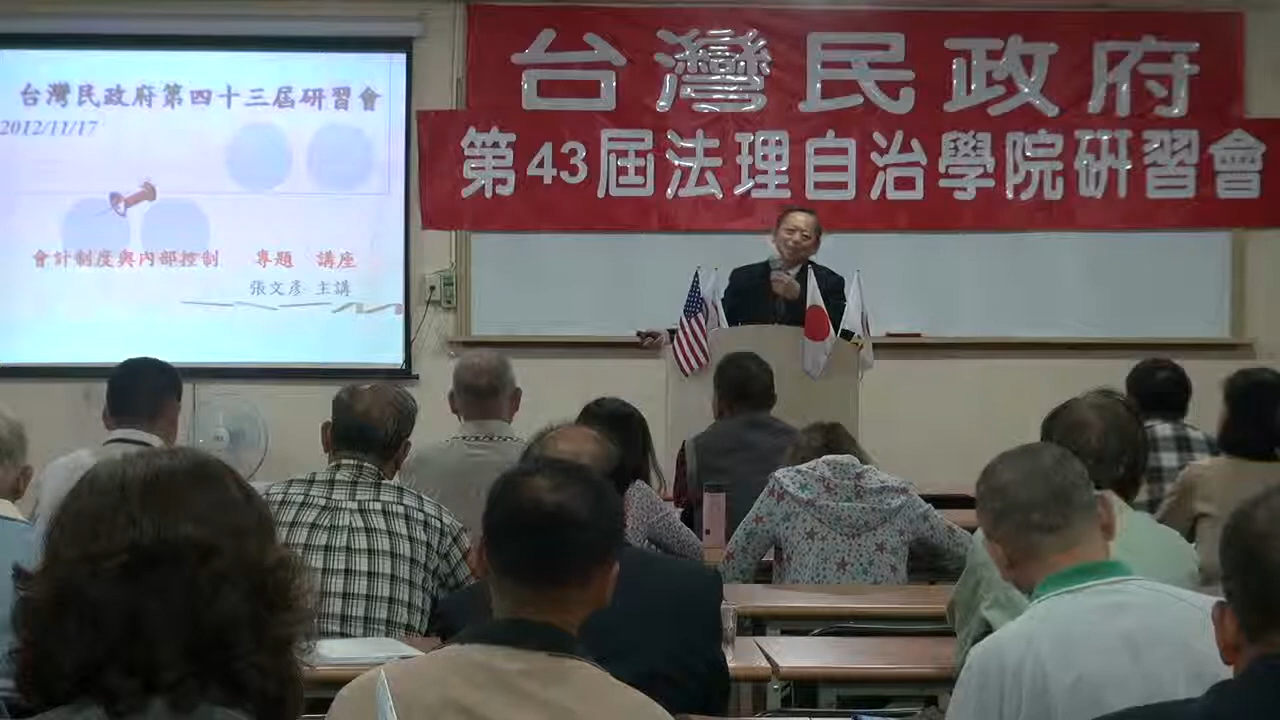 台灣民政府
第43屆法理自治學院研習會
台灣民政府第四十三屆研習會
2012/11/17
會計制度與內部控制 專題 講座
張文彥 主講